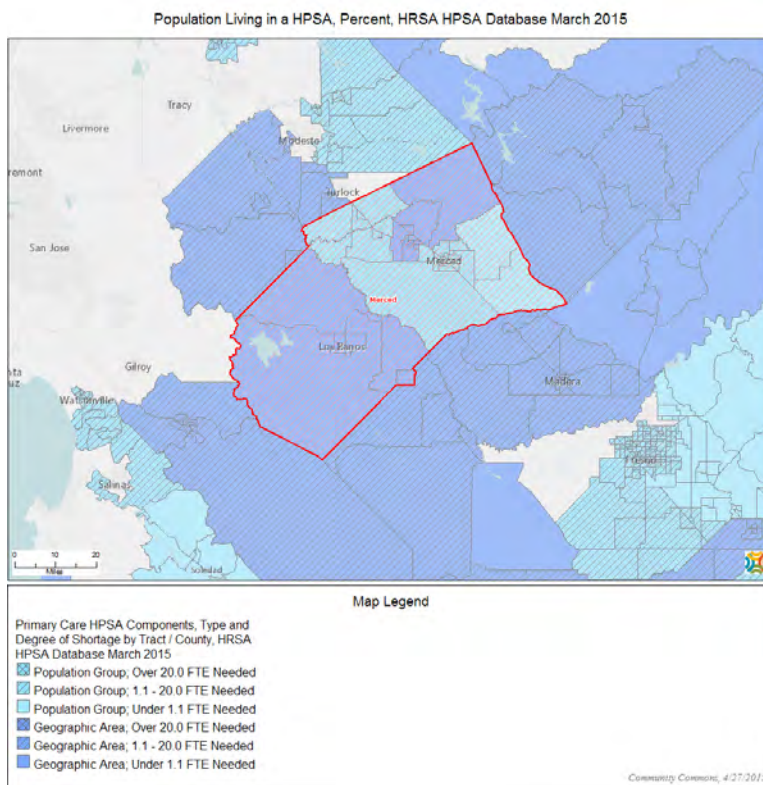 Population Living in a HPSA, Percent, HRSA HPSA Database March 2015
Tracy
Livermore
Modesto
remont
Turlock
San Jose
Merced
Merced
Los Banos
Gilroy
Madera
nta
uz
Watsonville
Fresno
Salinas
Soledad
0 10 20
Miles
Map Legend
Primary Care HPSA Components, Type and
Degree of Shortage by Tract / County, HRSA
HPSA Database March 2015
Population Group; Over 20.0 FTE Needed
Population Group; 1.1 - 20.0 FTE Needed
Population Group; Under 1.1 FTE Needed
Geographic Area; Over 20.0 FTE Needed
Geographic Area; 1.1 - 20.0 FTE Needed
Geographic Area; Under 1.1 FTE Needed
Community Commons, 4/27/201